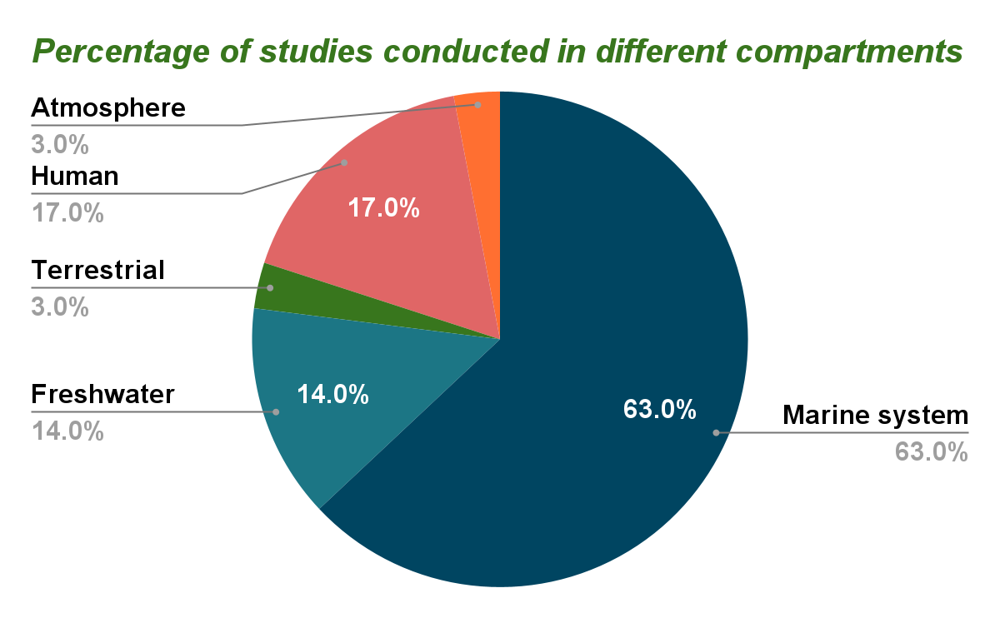 Percentage of studies conducted in different compartments
Atmosphere
3.0%
Human
17.0%
17.0%
Terrestrial
3.0%
Freshwater
14.0%
14.0%
63.0%
Marine system
63.0%